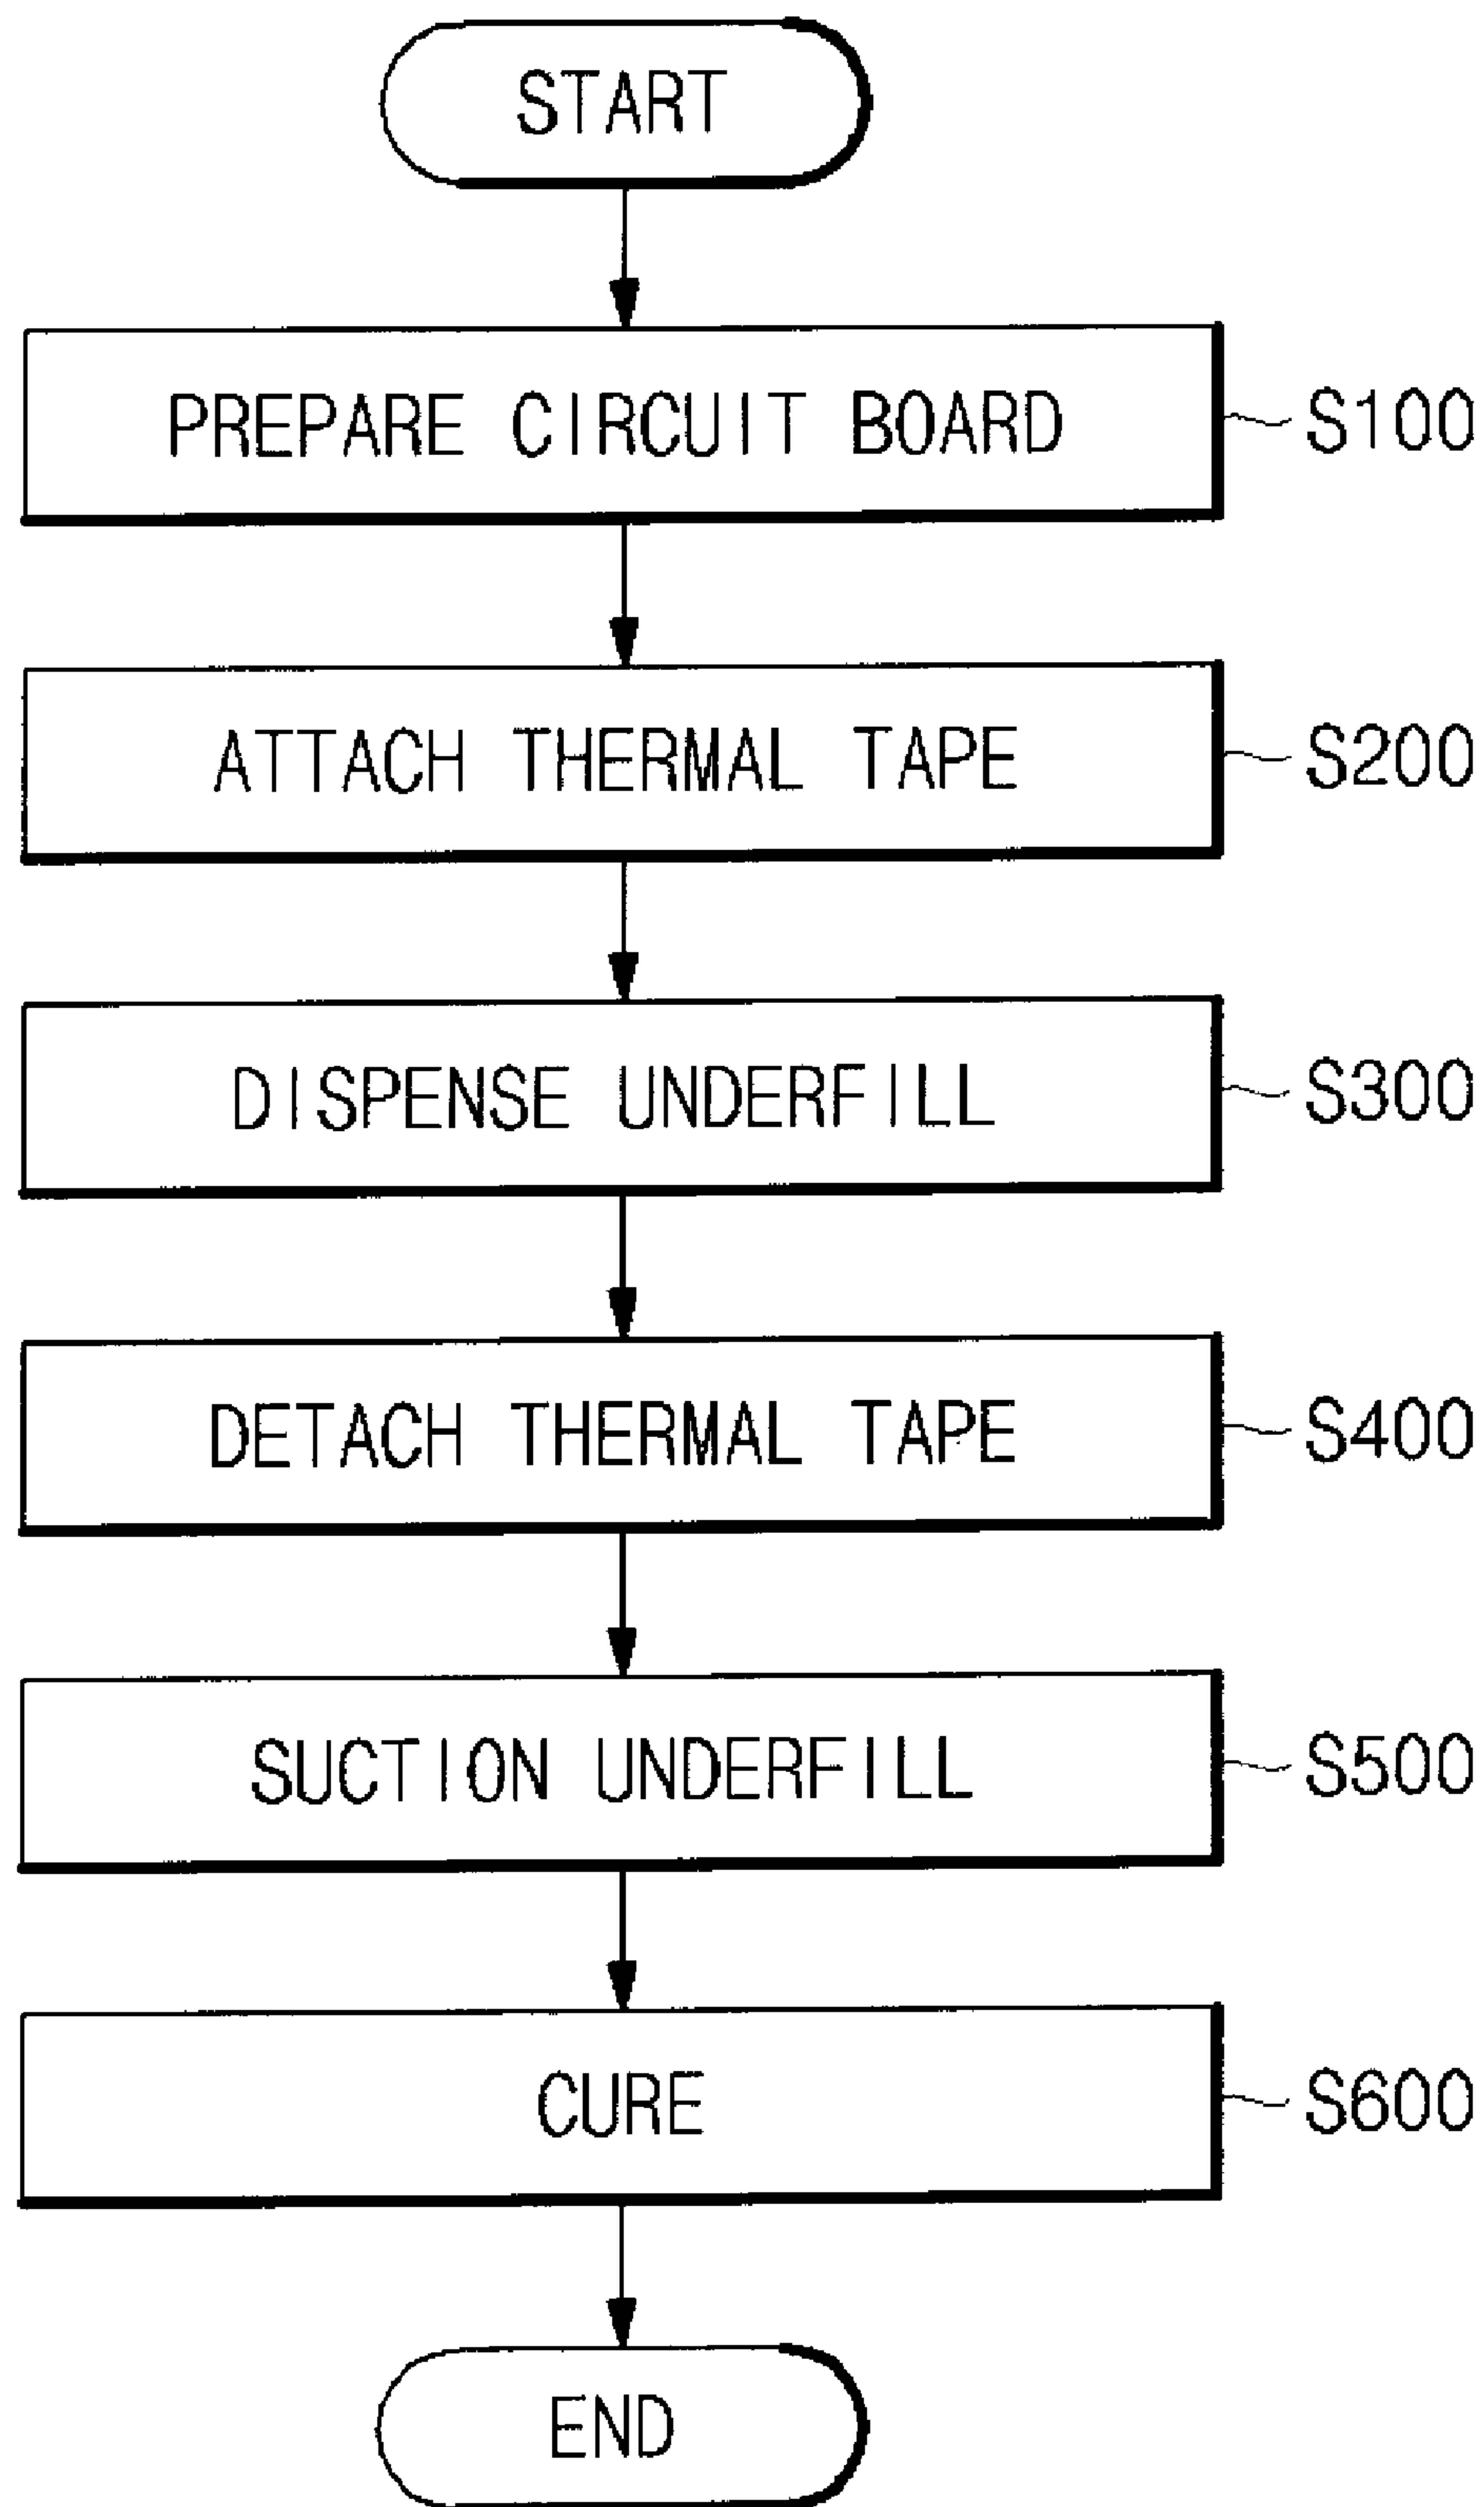 START
PREPARE CIRCUIT BOARD S100
ATTACH THERMAL TAPE S200
DISPENSE UNDERFILL S300
DETACH THERMAL TAPE S400
SUCTION UNDERFILL S500
CURE S600
END